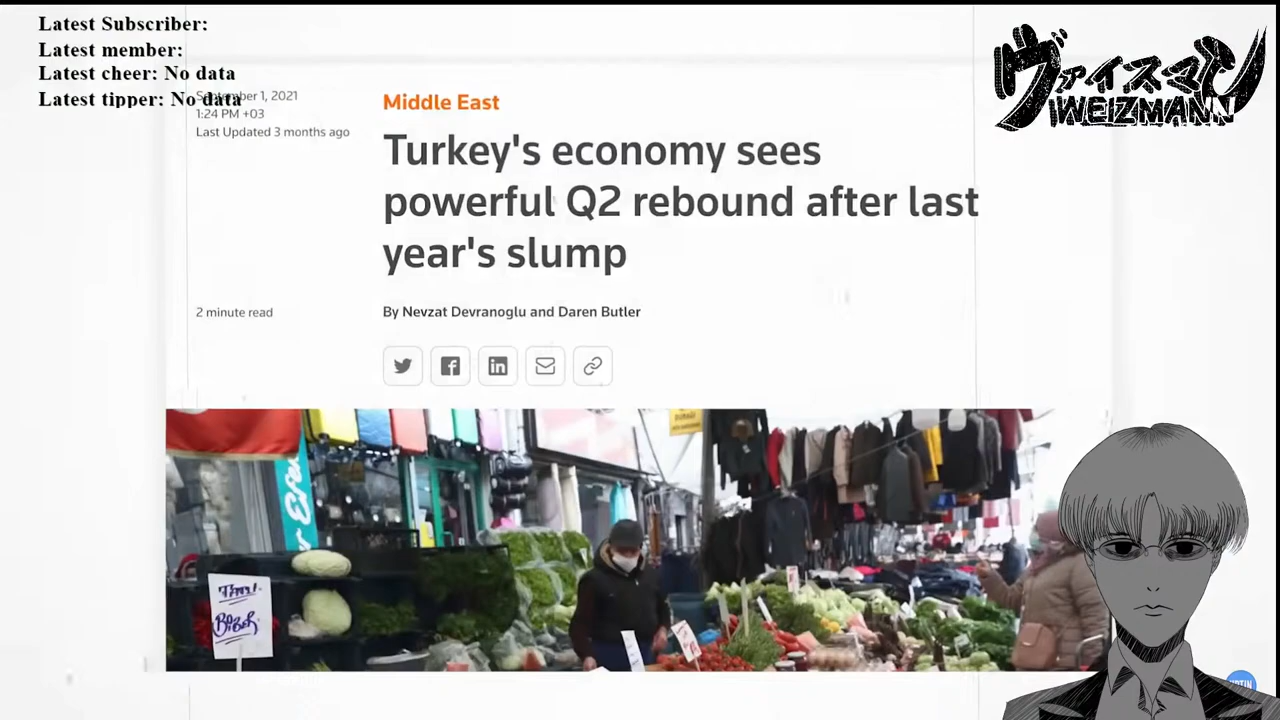 Latest Subscriber:
Latest member:
Latest cheer: No data
Latest tipper: No data
ヴァイスマン
WEIZMANN
September 1, 2021
1:24 PM +03
Last Updated 3 months ago
Middle East
Turkey's economy sees
powerful Q2 rebound after last
year's slump
2 minute read
By Nevzat Devranoglu and Daren Butler